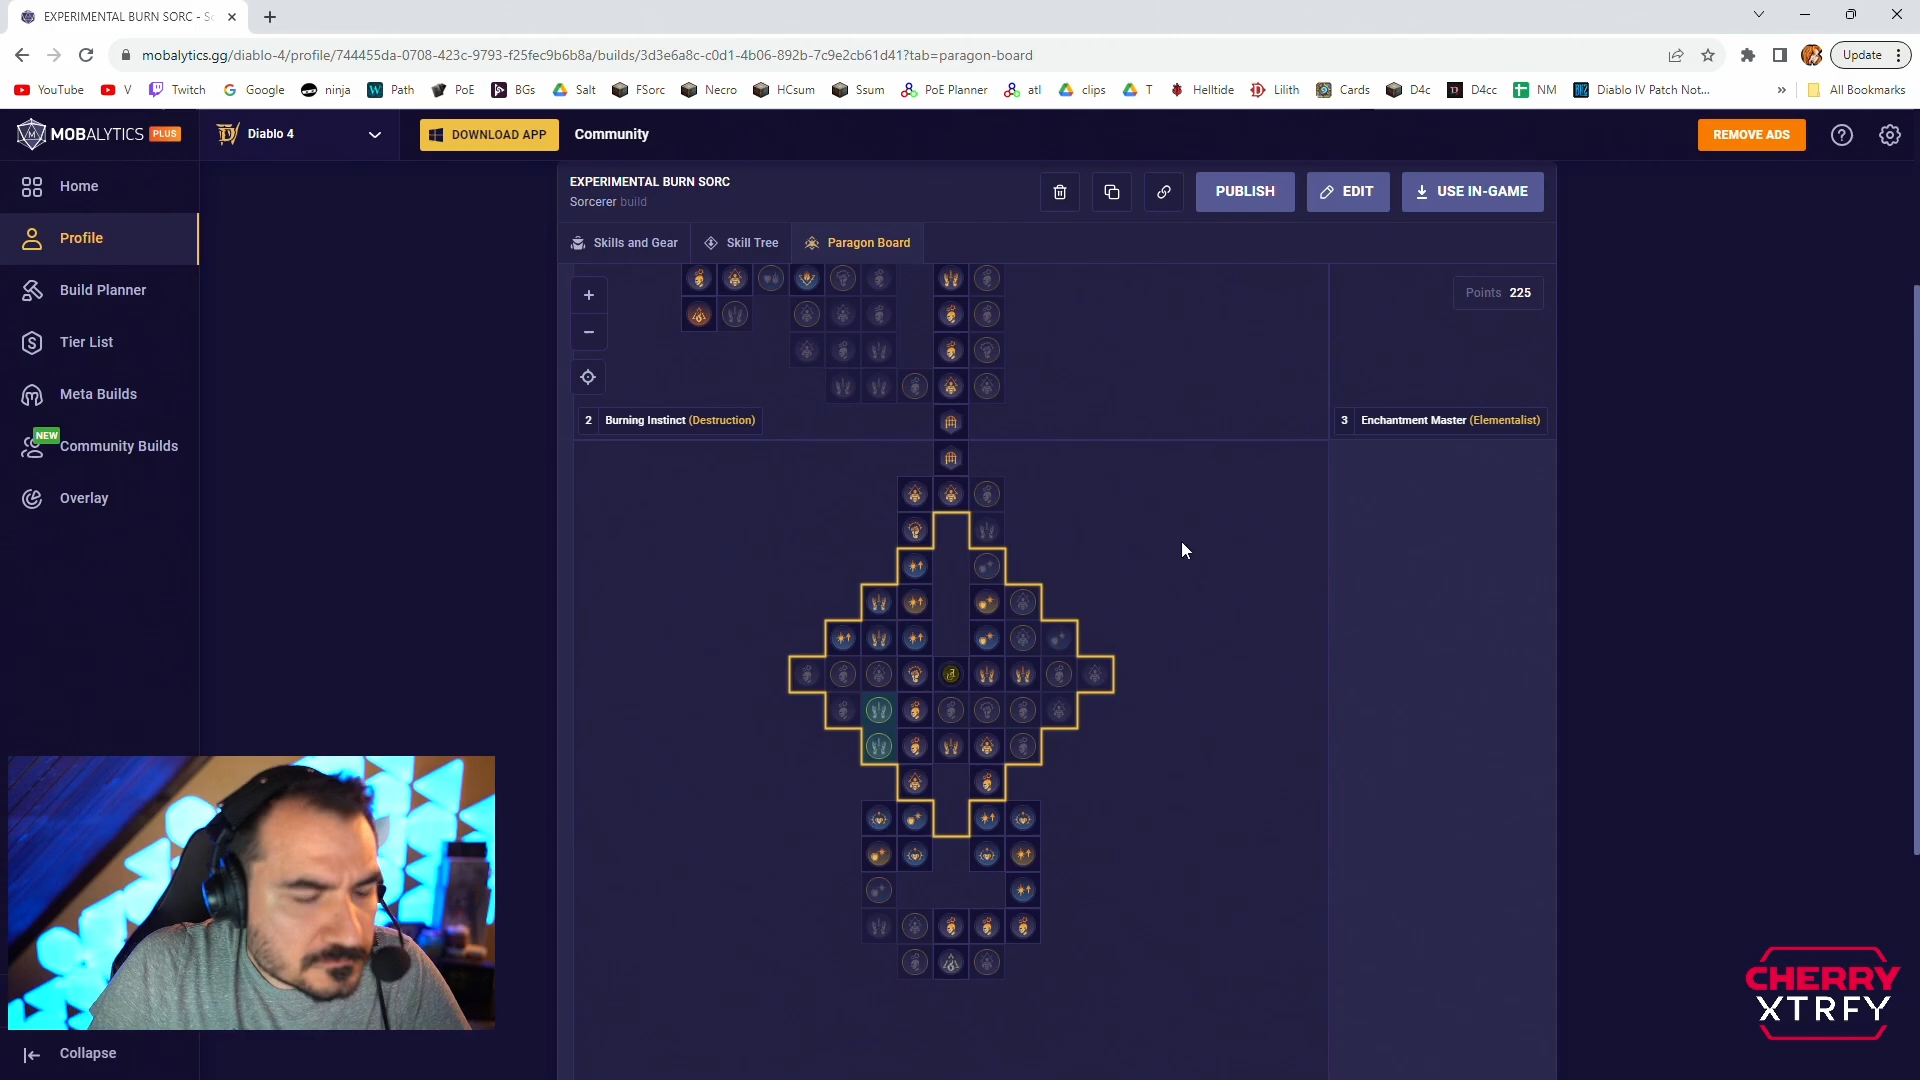 EXPERIMENTAL BURN SORC - Sc
mobalytics.gg/diablo-4/profile/744455da-0708-423c-9793-f25fec9b6b8a/builds/3d3e6a8c-c0d1-4b06-892b-7c9e2cb61d41?tab=paragon-board
Update
YouTube V Twitch Google ninja Path PoE BGs Salt FSorc Necro HCsum Ssum PoE Planner atl clips T Helltide Lilith Cards D4c D4cc NM Diablo IV Patch Not... » All Bookmarks
MOBALYTICS PLUS
Diablo 4
DOWNLOAD APP
Community
REMOVE ADS
Home
Profile
Build Planner
Tier List
Meta Builds
NEW
Community Builds
Overlay
Collapse
EXPERIMENTAL BURN SORC
Sorcerer build
PUBLISH
EDIT
USE IN-GAME
Skills and Gear
Skill Tree
Paragon Board
Points 225
2 Burning Instinct (Destruction)
3 Enchantment Master (Elementalist)
CHERRY
XTRFY